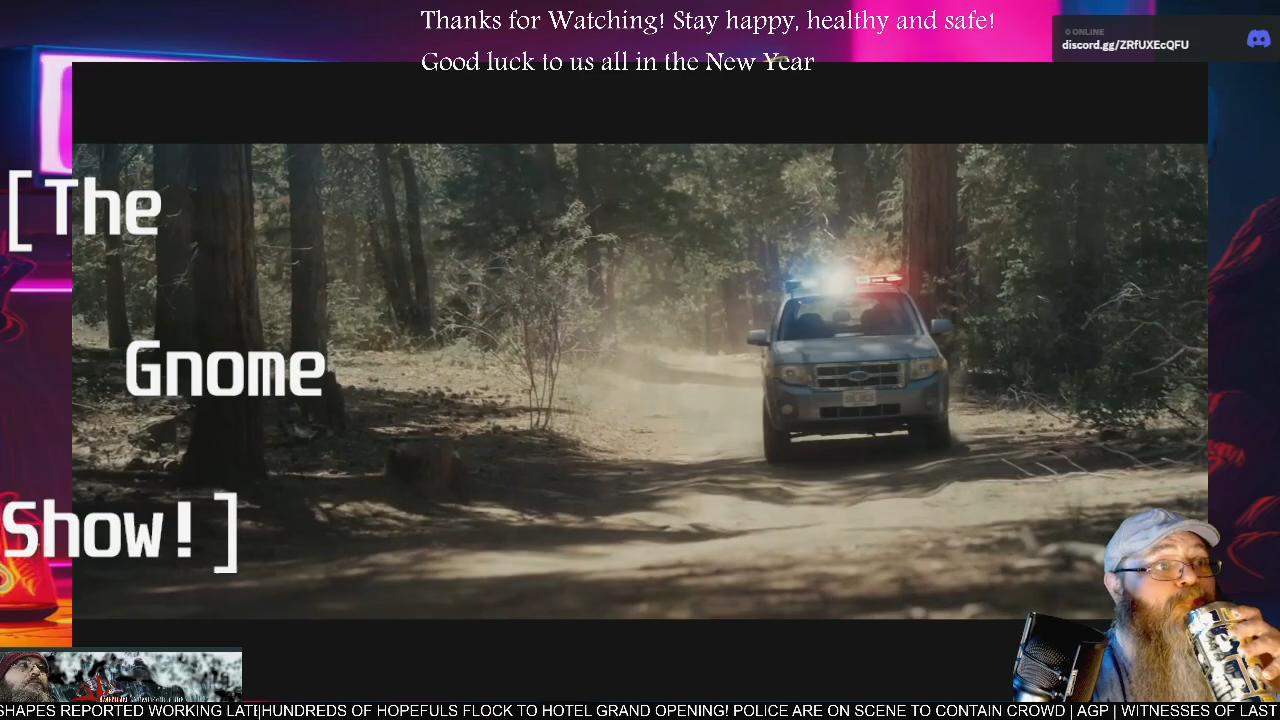 Thanks for Watching! Stay happy, healthy and safe!
Good luck to us all in the New Year
0 ONLINE
discord.gg/ZRfUXEcQFU
[The
Gnome
Show!]
SHAPES REPORTED WORKING LATE|HUNDREDS OF HOPEFULS FLOCK TO HOTEL GRAND OPENING! POLICE ARE ON SCENE TO CONTAIN CROWD | AGP | WITNESSES OF LAST